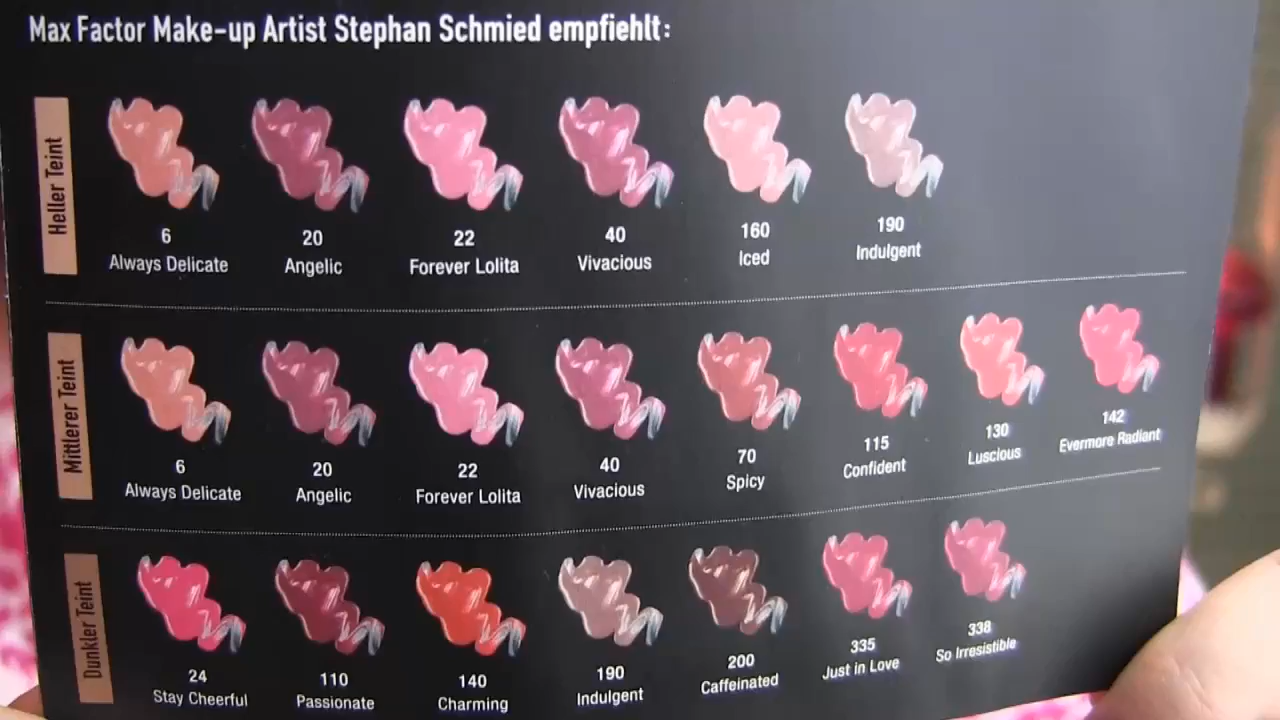 Max Factor Make-up Artist Stephan Schmied empfiehlt:
Heller Teint
6
Always Delicate
20
Angelic
22
Forever Lolita
40
Vivacious
160
Iced
190
Indulgent
Mittlerer Teint
6
Always Delicate
20
Angelic
22
Forever Lolita
40
Vivacious
70
Spicy
115
Confident
130
Luscious
142
Evermore Radiant
Dunkler Teint
24
Stay Cheerful
110
Passionate
140
Charming
190
Indulgent
200
Caffeinated
335
Just in Love
338
So Irresistible